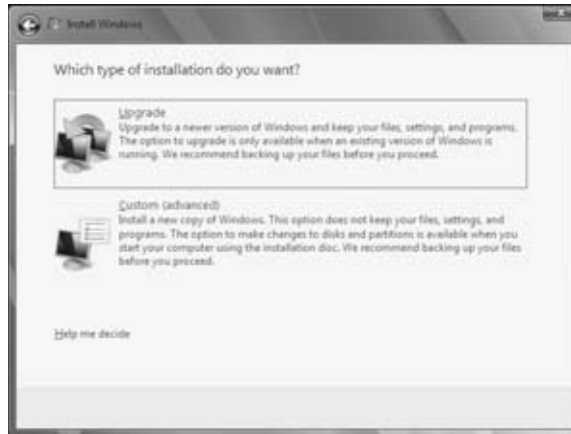 Install Windows
Which type of installation do you want?
Upgrade
Upgrade to a newer version of Windows and keep your files, settings, and programs.
The option to upgrade is only available when an existing version of Windows is
running. We recommend backing up your files before you proceed.
Custom (advanced)
Install a new copy of Windows. This option does not keep your files, settings, and
programs. The option to make changes to disks and partitions is available when you
start your computer using the installation disc. We recommend backing up your files
before you proceed.
Help me decide